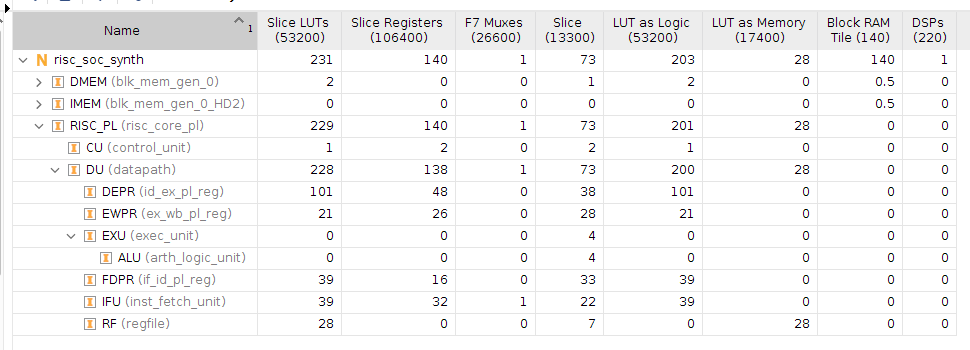 Name 1 Slice LUTs (53200) Slice Registers (106400) F7 Muxes (26600) Slice (13300) LUT as Logic (53200) LUT as Memory (17400) Block RAM Tile (140) DSPs (220)
N risc_soc_synth 231 140 1 73 203 28 140 1
I DMEM (blk_mem_gen_0) 2 0 0 1 2 0 0.5 0
I IMEM (blk_mem_gen_0_HD2) 0 0 0 0 0 0 0.5 0
I RISC_PL (risc_core_pl) 229 140 1 73 201 28 0 0
I CU (control_unit) 1 2 0 2 1 0 0 0
I DU (datapath) 228 138 1 73 200 28 0 0
I DEPR (id_ex_pl_reg) 101 48 0 38 101 0 0 0
I EWPR (ex_wb_pl_reg) 21 26 0 28 21 0 0 0
I EXU (exec_unit) 0 0 0 4 0 0 0 0
I ALU (arth_logic_unit) 0 0 0 4 0 0 0 0
I FDPR (if_id_pl_reg) 39 16 0 33 39 0 0 0
I IFU (inst_fetch_unit) 39 32 1 22 39 0 0 0
I RF (regfile) 28 0 0 7 0 28 0 0